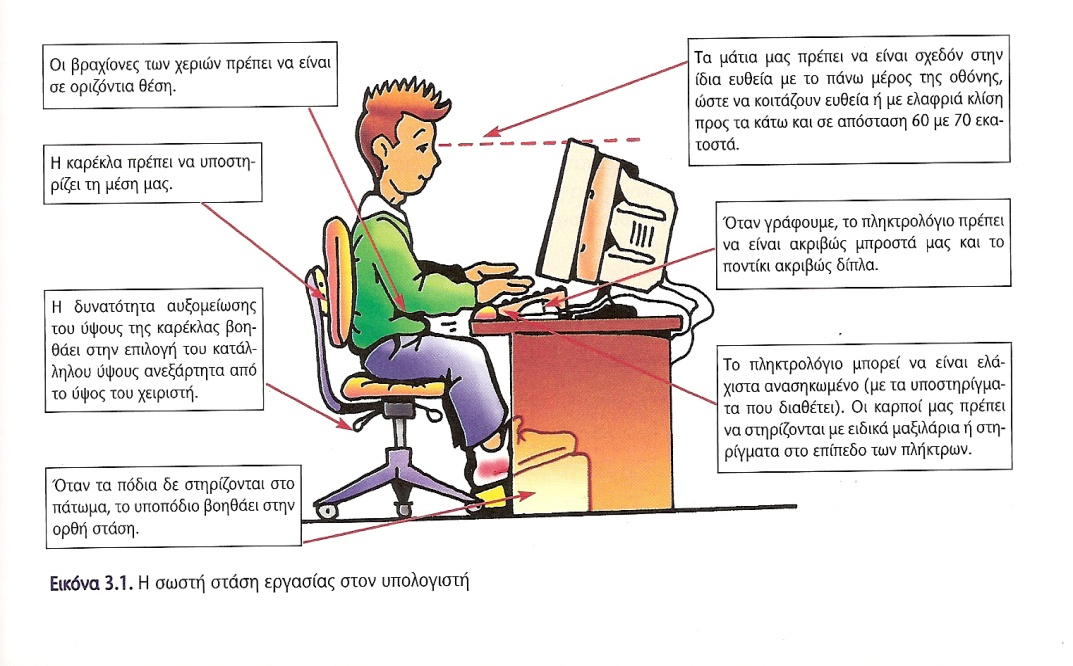 Οι βραχίονες των χεριών πρέπει να είναι
σε οριζόντια θέση.
Η καρέκλα πρέπει να υποστη-
ρίζει τη μέση μας.
Η δυνατότητα αυξομείωσης
του ύψους της καρέκλας βοη-
θάει στην επιλογή του κατάλ-
ληλου ύψους ανεξάρτητα από
το ύψος του χειριστή.
Όταν τα πόδια δε στηρίζονται στο
πάτωμα, το υποπόδιο βοηθάει στην
ορθή στάση.
Τα μάτια μας πρέπει να είναι σχεδόν στην
ίδια ευθεία με το πάνω μέρος της οθόνης,
ώστε να κοιτάζουν ευθεία ή με ελαφριά κλίση
προς τα κάτω και σε απόσταση 60 με 70 εκα-
τοστά.
Όταν γράφουμε, το πληκτρολόγιο πρέπει
να είναι ακριβώς μπροστά μας και το
ποντίκι ακριβώς δίπλα.
Το πληκτρολόγιο μπορεί να είναι ελά-
χιστα ανασηκωμένο (με τα υποστηρίγμα-
τα που διαθέτει). Οι καρποί μας πρέπει
να στηρίζονται με ειδικά μαξιλάρια ή στη-
ρίγματα στο επίπεδο των πλήκτρων.
Εικόνα 3.1. Η σωστή στάση εργασίας στον υπολογιστή